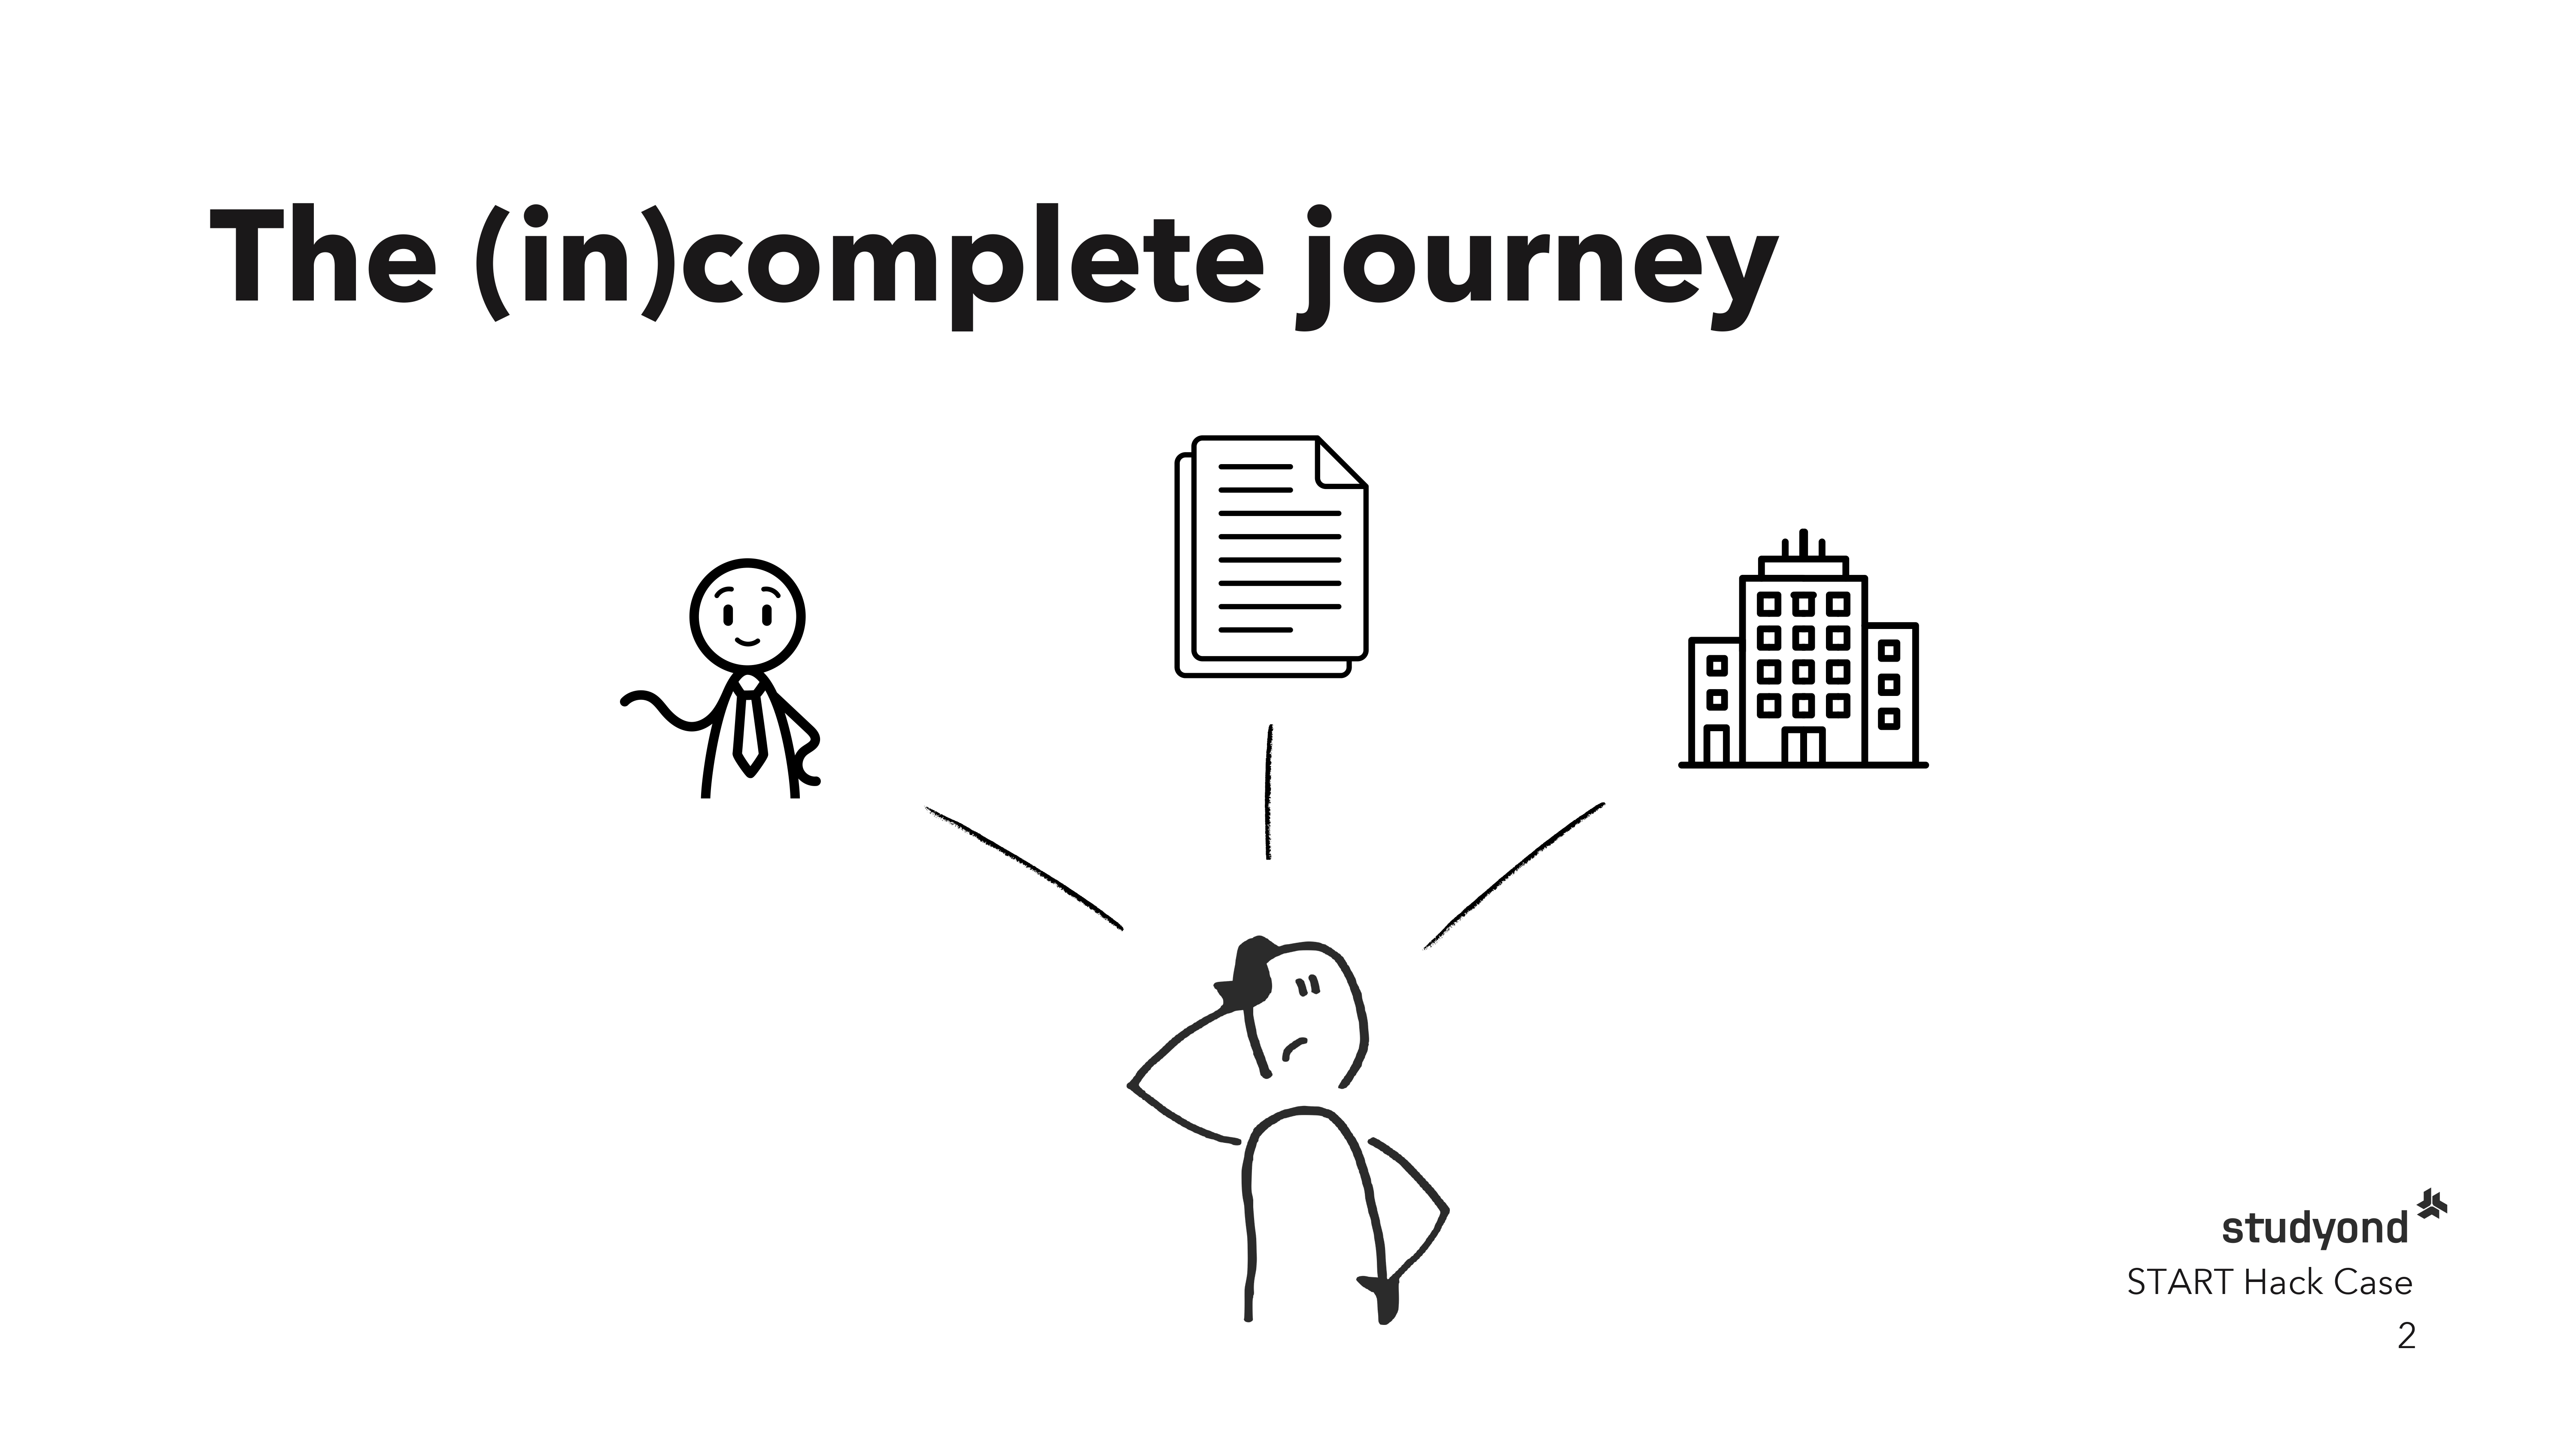 The (in)complete journey
studyond
START Hack Case
2